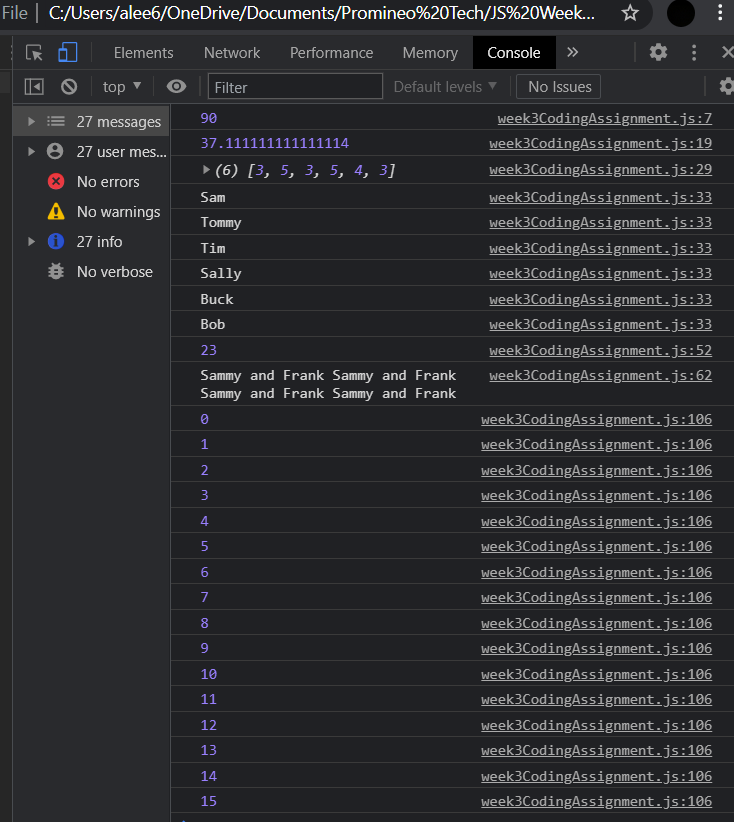 File | C:/Users/alee6/OneDrive/Documents/Promineo%20Tech/JS%20Week...
Elements Network Performance Memory Console »
top ▼ Filter Default levels ▼ No Issues
27 messages
27 user mes...
No errors
No warnings
27 info
No verbose
90 week3CodingAssignment.js:7
37.111111111111114 week3CodingAssignment.js:19
(6) [3, 5, 3, 5, 4, 3] week3CodingAssignment.js:29
Sam week3CodingAssignment.js:33
Tommy week3CodingAssignment.js:33
Tim week3CodingAssignment.js:33
Sally week3CodingAssignment.js:33
Buck week3CodingAssignment.js:33
Bob week3CodingAssignment.js:33
23 week3CodingAssignment.js:52
Sammy and Frank Sammy and Frank week3CodingAssignment.js:62
Sammy and Frank Sammy and Frank
0 week3CodingAssignment.js:106
1 week3CodingAssignment.js:106
2 week3CodingAssignment.js:106
3 week3CodingAssignment.js:106
4 week3CodingAssignment.js:106
5 week3CodingAssignment.js:106
6 week3CodingAssignment.js:106
7 week3CodingAssignment.js:106
8 week3CodingAssignment.js:106
9 week3CodingAssignment.js:106
10 week3CodingAssignment.js:106
11 week3CodingAssignment.js:106
12 week3CodingAssignment.js:106
13 week3CodingAssignment.js:106
14 week3CodingAssignment.js:106
15 week3CodingAssignment.js:106